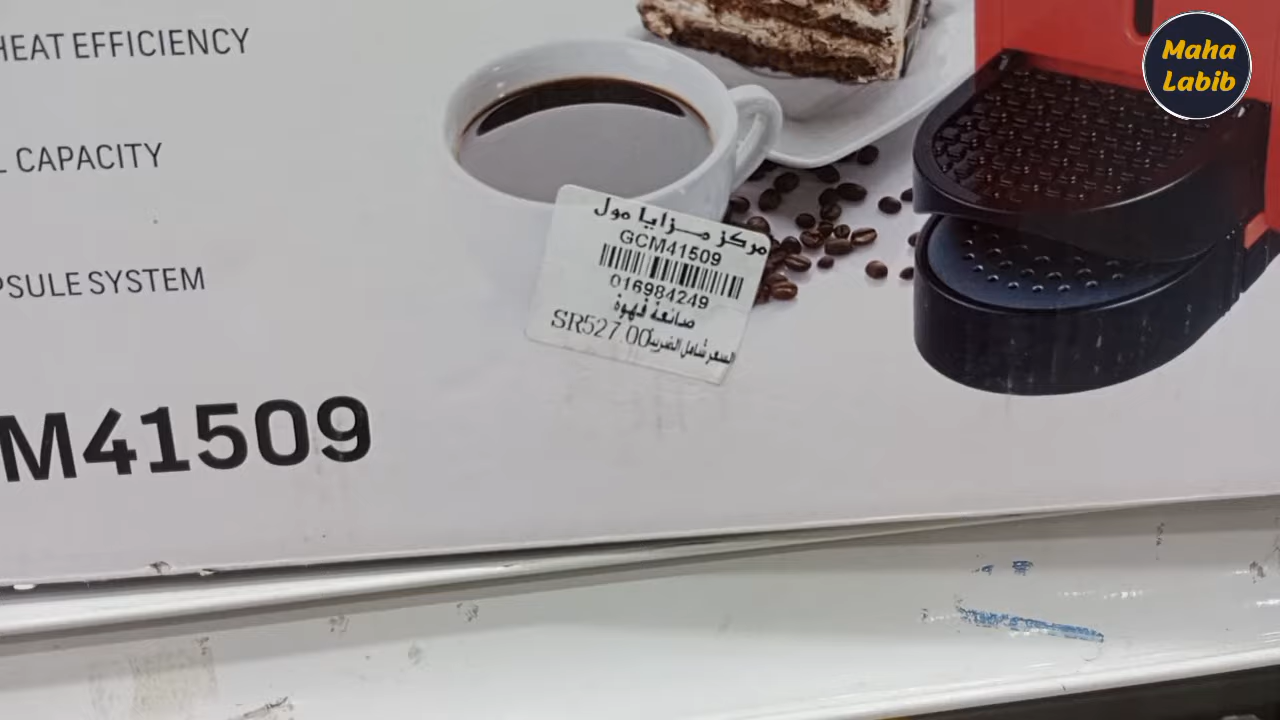 HEAT EFFICIENCY
CAPACITY
PSULE SYSTEM
M41509
مركز مزايا مول
GCM41509
016984249
صانعة قهوة
SR527.00 السعر شامل الضريبة
Maha
Labib